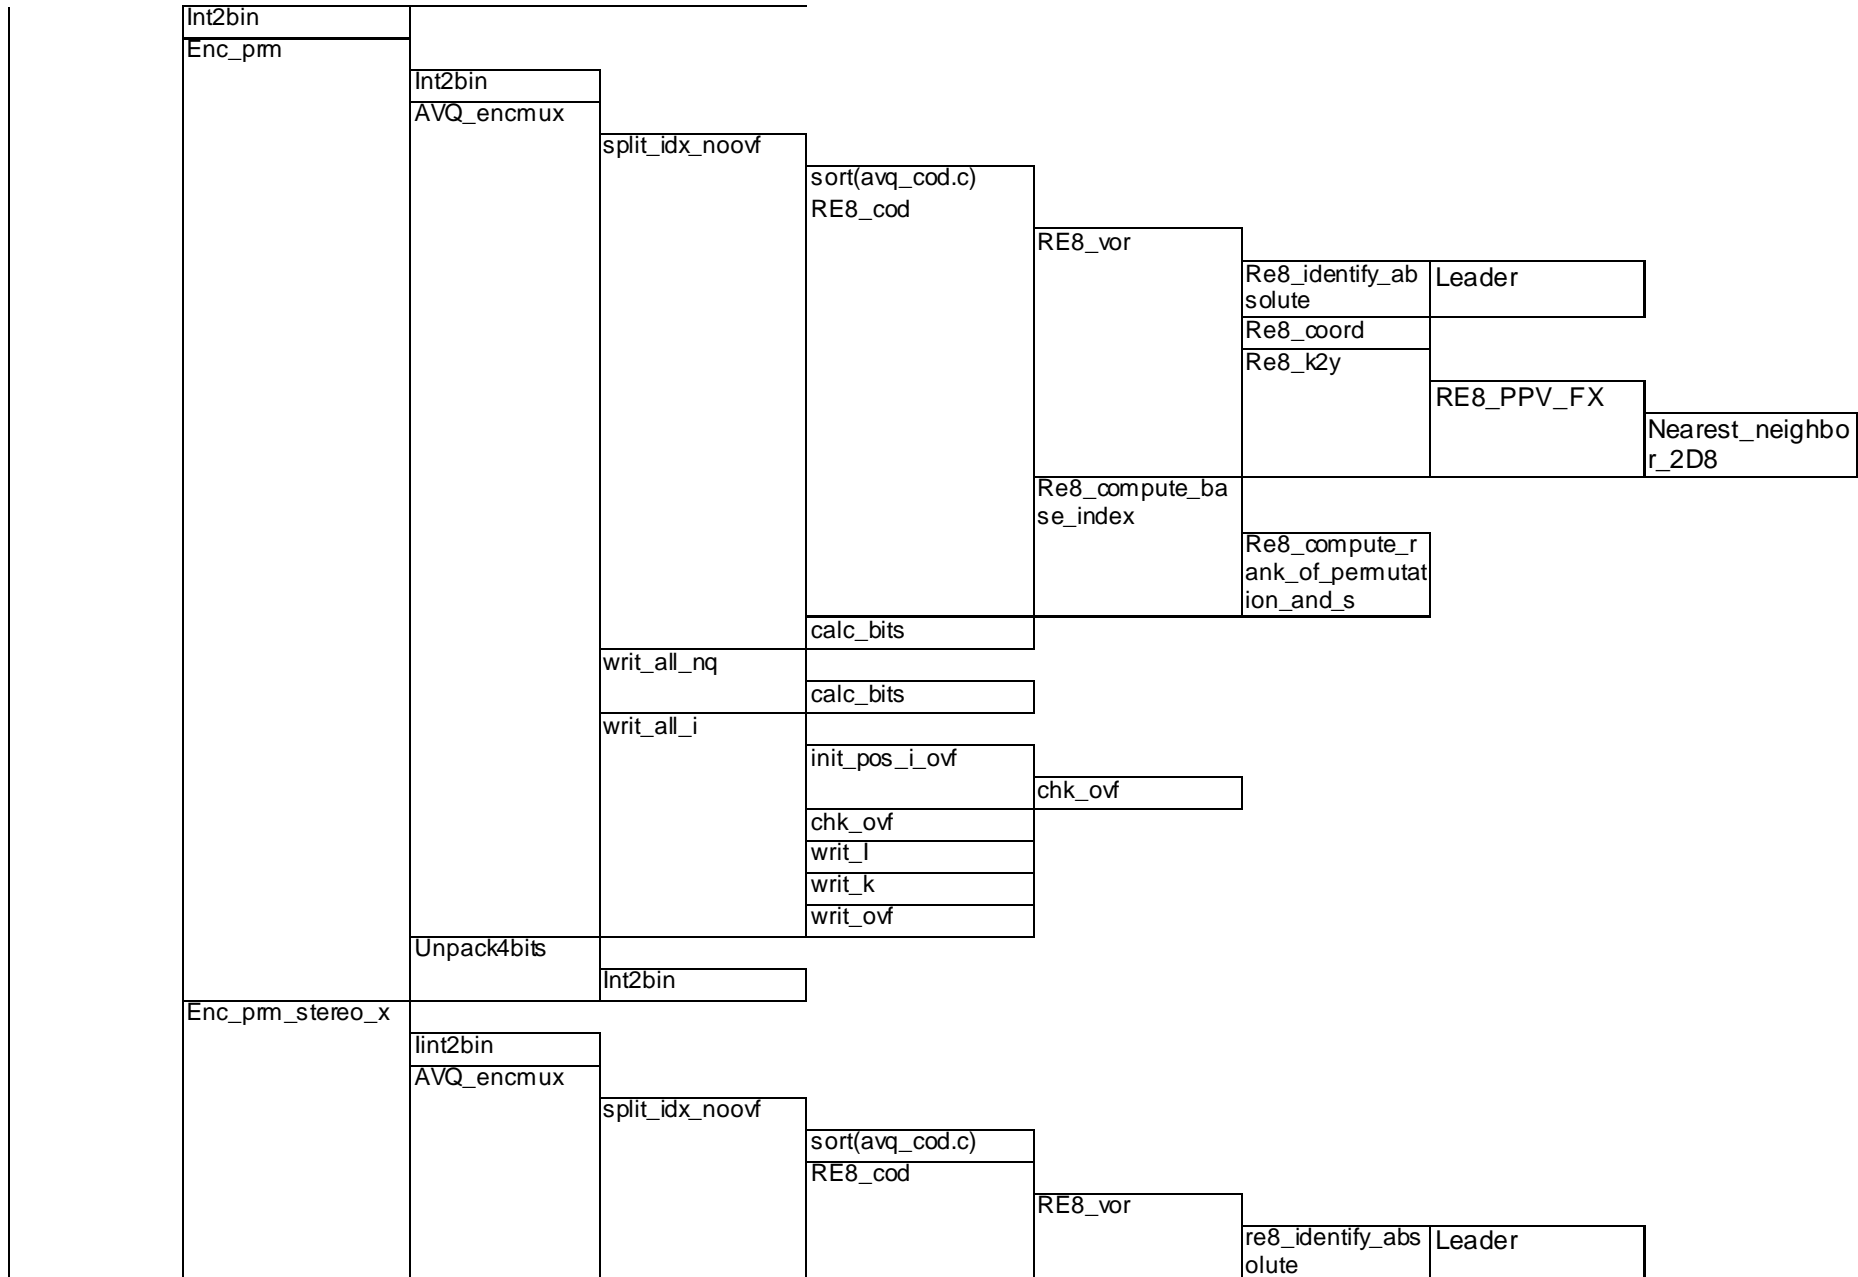 Int2bin
Enc_prm
Int2bin
AVQ_encmux
split_idx_noovf
sort(avq_cod.c)
RE8_cod
RE8_vor
Re8_identify_ab
solute
Leader
Re8_coord
Re8_k2y
RE8_PPV_FX
Nearest_neighbo
r_2D8
Re8_compute_ba
se_index
Re8_compute_r
ank_of_permutat
ion_and_s
calc_bits
writ_all_nq
calc_bits
writ_all_i
init_pos_i_ovf
chk_ovf
chk_ovf
writ_I
writ_k
writ_ovf
Unpack4bits
Int2bin
Enc_prm_stereo_x
Iint2bin
AVQ_encmux
split_idx_noovf
sort(avq_cod.c)
RE8_cod
RE8_vor
re8_identify_abs
olute
Leader